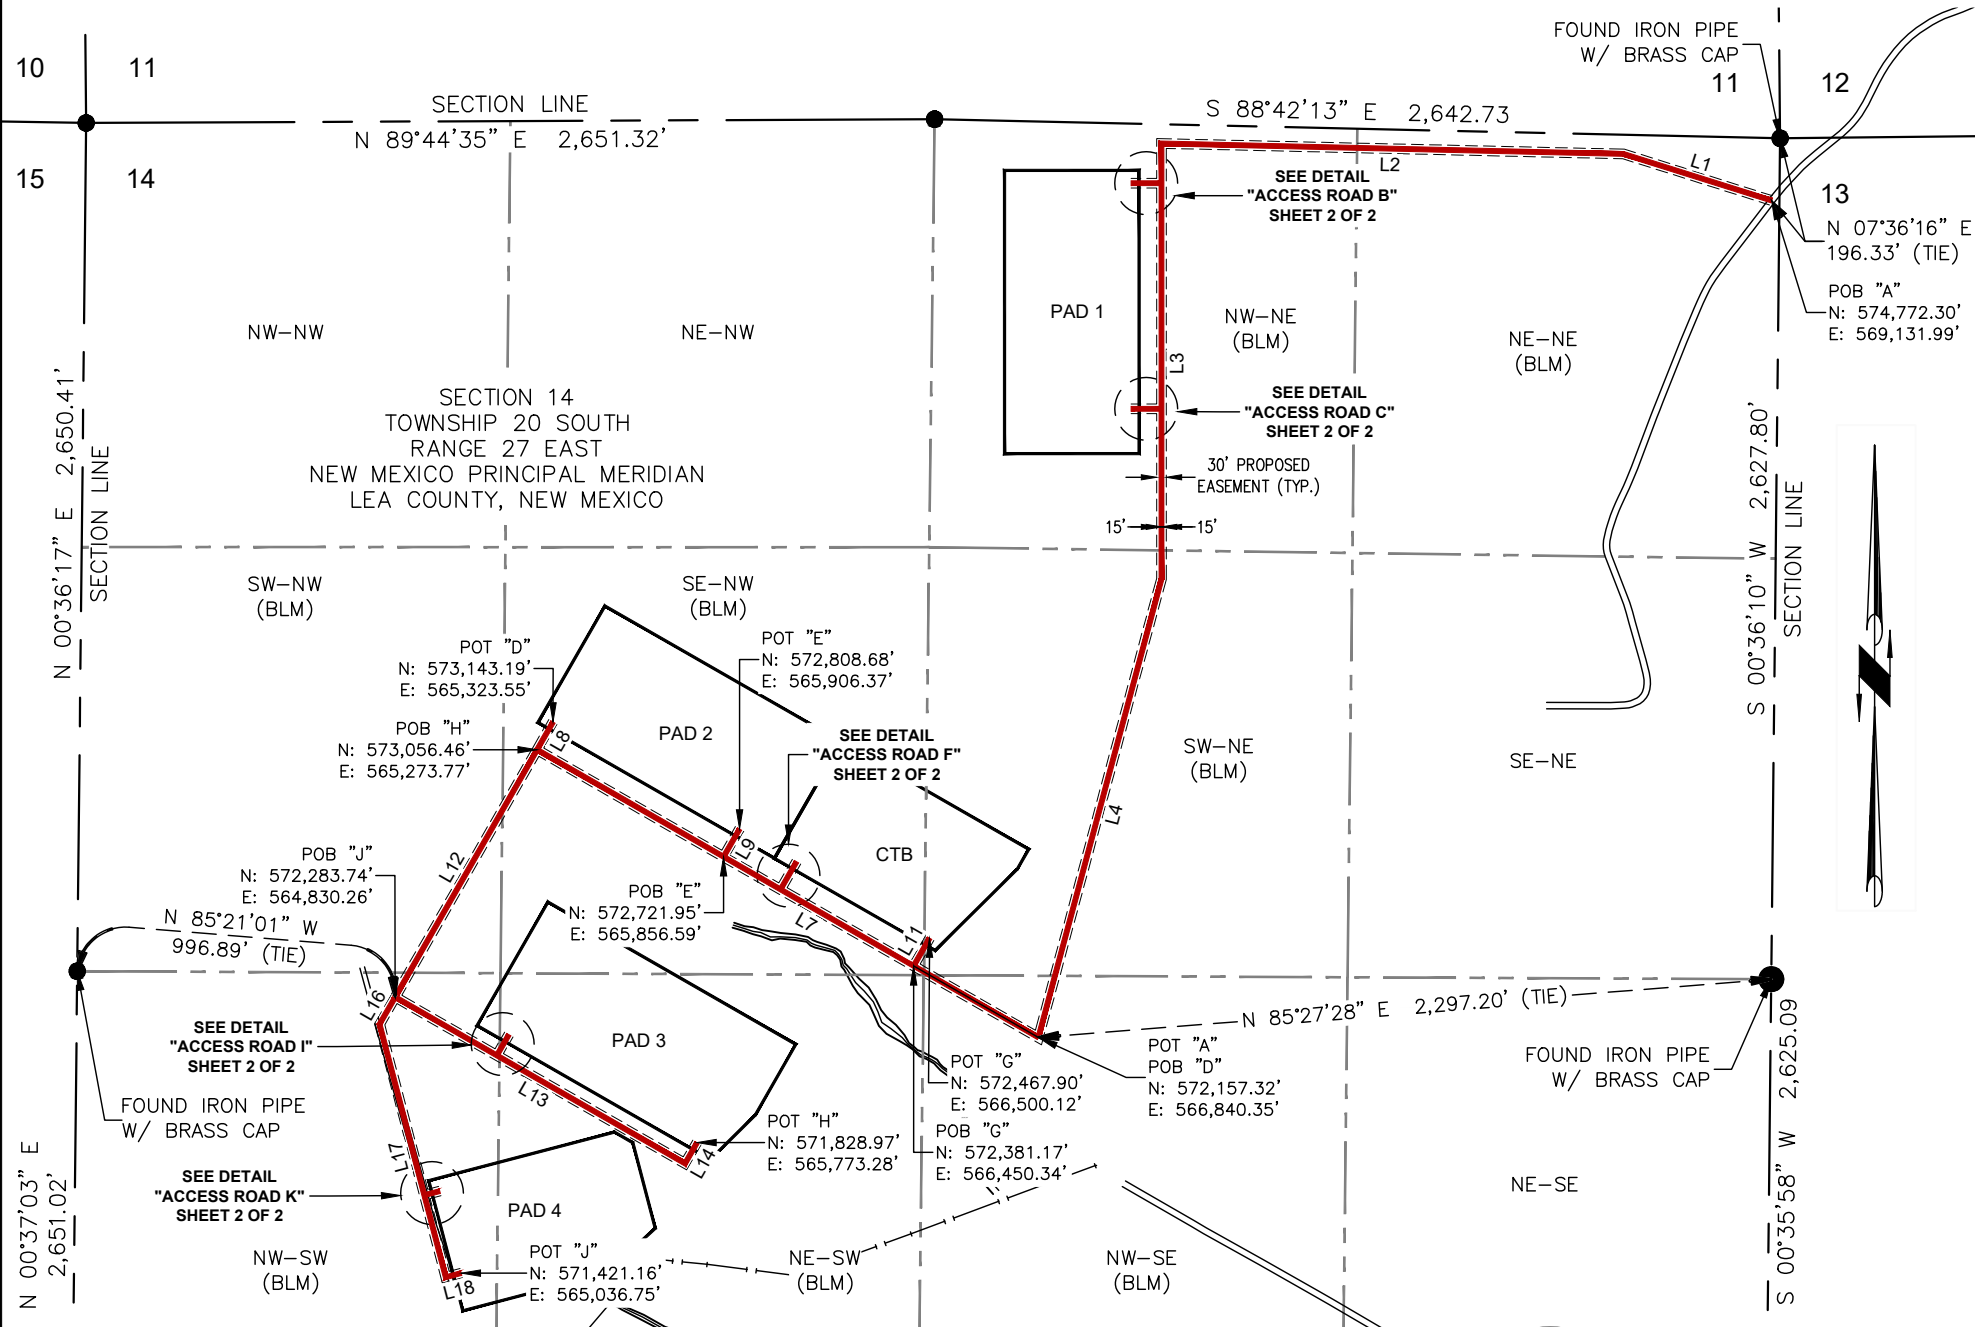 FOUND IRON PIPE
W/ BRASS CAP
10
11
11
12
SECTION LINE
N 89°44'35" E 2,651.32'
S 88°42'13" E 2,642.73
15
14
13
L1
L2
SEE DETAIL
"ACCESS ROAD B"
SHEET 2 OF 2
N 07°36'16" E
196.33' (TIE)
POB "A"
N: 574,772.30'
E: 569,131.99'
PAD 1
NW-NW
NE-NW
NW-NE
(BLM)
NE-NE
(BLM)
L3
SECTION 14
TOWNSHIP 20 SOUTH
RANGE 27 EAST
NEW MEXICO PRINCIPAL MERIDIAN
LEA COUNTY, NEW MEXICO
N 00°36'17" E 2,650.41'
SECTION LINE
SEE DETAIL
"ACCESS ROAD C"
SHEET 2 OF 2
30' PROPOSED
EASEMENT (TYP.)
15'
15'
S 00°36'10" W 2,627.80'
SECTION LINE
SW-NW
(BLM)
SE-NW
(BLM)
POT "D"
N: 573,143.19'
E: 565,323.55'
POT "E"
N: 572,808.68'
E: 565,906.37'
POB "H"
N: 573,056.46'
E: 565,273.77'
L8
PAD 2
SEE DETAIL
"ACCESS ROAD F"
SHEET 2 OF 2
SW-NE
(BLM)
SE-NE
L4
L9
CTB
L12
POB "J"
N: 572,283.74'
E: 564,830.26'
POB "E"
N: 572,721.95'
E: 565,856.59'
L7
L11
N 85°21'01" W
996.89' (TIE)
L16
N 85°27'28" E 2,297.20' (TIE)
SEE DETAIL
"ACCESS ROAD I"
SHEET 2 OF 2
PAD 3
POT "G"
N: 572,467.90'
E: 566,500.12'
POT "A"
POB "D"
N: 572,157.32'
E: 566,840.35'
FOUND IRON PIPE
W/ BRASS CAP
FOUND IRON PIPE
W/ BRASS CAP
L13
POT "H"
N: 571,828.97'
E: 565,773.28'
POB "G"
N: 572,381.17'
E: 566,450.34'
L14
L17
SEE DETAIL
"ACCESS ROAD K"
SHEET 2 OF 2
PAD 4
NE-SE
N 00°37'03" E
2,651.02'
S 00°35'58" W 2,625.09
NW-SW
(BLM)
POT "J"
N: 571,421.16'
E: 565,036.75'
L18
NE-SW
(BLM)
NW-SE
(BLM)